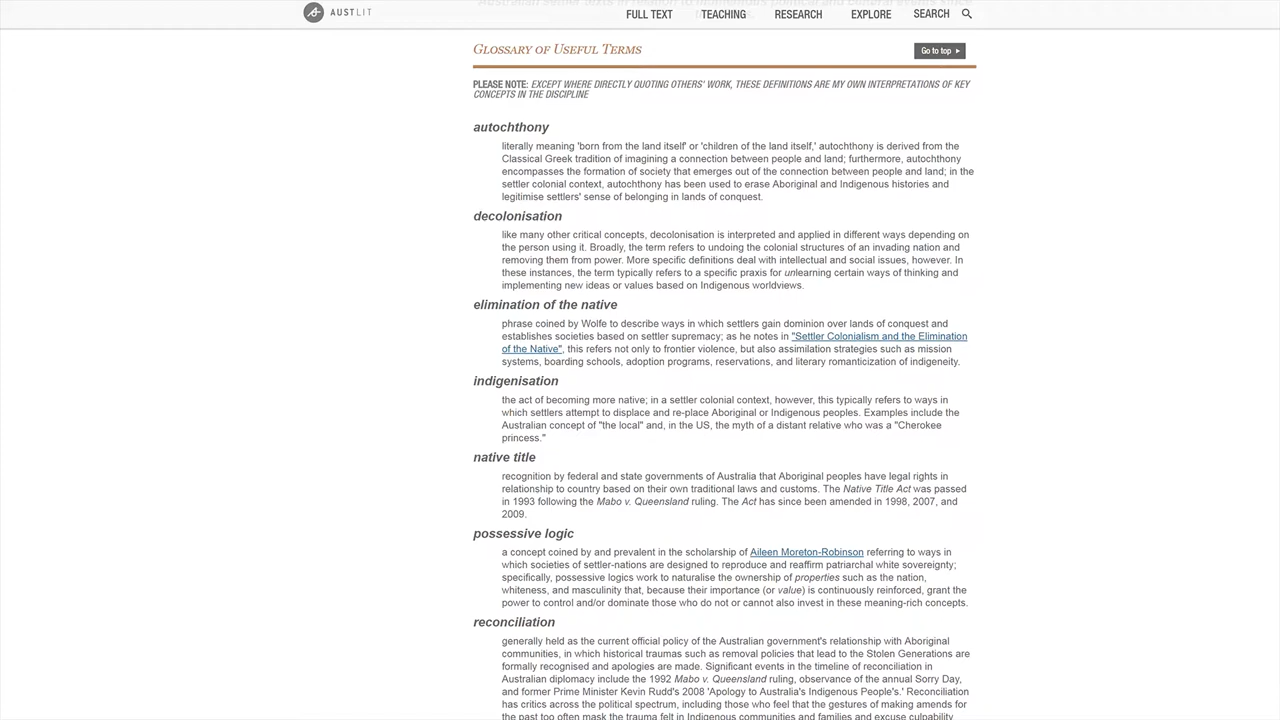 AUSTLIT
FULL TEXT TEACHING RESEARCH EXPLORE SEARCH
GLOSSARY OF USEFUL TERMS
Go to top
PLEASE NOTE: EXCEPT WHERE DIRECTLY QUOTING OTHERS' WORK, THESE DEFINITIONS ARE MY OWN INTERPRETATIONS OF KEY
CONCEPTS IN THE DISCIPLINE
autochthony
literally meaning 'born from the land itself' or 'children of the land itself,' autochthony is derived from the
Classical Greek tradition of imagining a connection between people and land; furthermore, autochthony
encompasses the formation of society that emerges out of the connection between people and land; in the
settler colonial context, autochthony has been used to erase Aboriginal and Indigenous histories and
legitimise settlers' sense of belonging in lands of conquest.
decolonisation
like many other critical concepts, decolonisation is interpreted and applied in different ways depending on
the person using it. Broadly, the term refers to undoing the colonial structures of an invading nation and
removing them from power. More specific definitions deal with intellectual and social issues, however. In
these instances, the term typically refers to a specific praxis for unlearning certain ways of thinking and
implementing new ideas or values based on Indigenous worldviews.
elimination of the native
phrase coined by Wolfe to describe ways in which settlers gain dominion over lands of conquest and
establishes societies based on settler supremacy; as he notes in "Settler Colonialism and the Elimination
of the Native", this refers not only to frontier violence, but also assimilation strategies such as mission
systems, boarding schools, adoption programs, reservations, and literary romanticization of indigeneity.
indigenisation
the act of becoming more native; in a settler colonial context, however, this typically refers to ways in
which settlers attempt to displace and re-place Aboriginal or Indigenous peoples. Examples include the
Australian concept of "the local" and, in the US, the myth of a distant relative who was a "Cherokee
princess."
native title
recognition by federal and state governments of Australia that Aboriginal peoples have legal rights in
relationship to country based on their own traditional laws and customs. The Native Title Act was passed
in 1993 following the Mabo v. Queensland ruling. The Act has since been amended in 1998, 2007, and
2009.
possessive logic
a concept coined by and prevalent in the scholarship of Aileen Moreton-Robinson referring to ways in
which societies of settler-nations are designed to reproduce and reaffirm patriarchal white sovereignty;
specifically, possessive logics work to naturalise the ownership of properties such as the nation,
whiteness, and masculinity that, because their importance (or value) is continuously reinforced, grant the
power to control and/or dominate those who do not or cannot also invest in these meaning-rich concepts.
reconciliation
generally held as the current official policy of the Australian government's relationship with Aboriginal
communities, in which historical traumas such as removal policies that lead to the Stolen Generations are
formally recognised and apologies are made. Significant events in the timeline of reconciliation in
Australian diplomacy include the 1992 Mabo v. Queensland ruling, observance of the annual Sorry Day,
and former Prime Minister Kevin Rudd's 2008 'Apology to Australia's Indigenous People's.' Reconciliation
has critics across the political spectrum, including those who feel that the gestures of making amends for
the past too often mask the trauma felt in Indigenous communities and families and excuse culpability